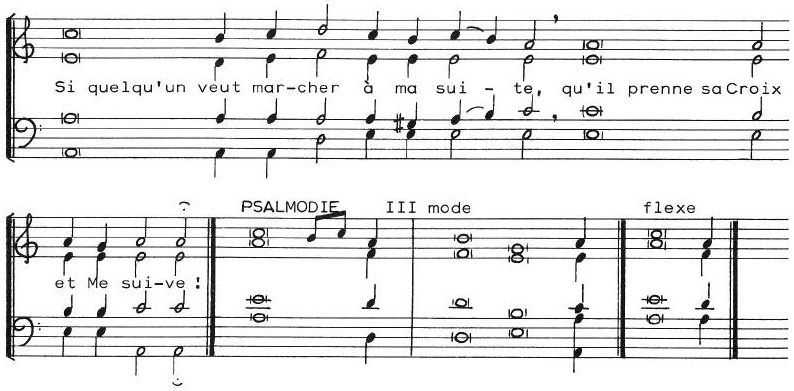 Si quelqu'un veut mar-cher à ma sui - te, qu'il prenne sa Croix
PSALMODIE III mode flexe
et Me sui-ve !